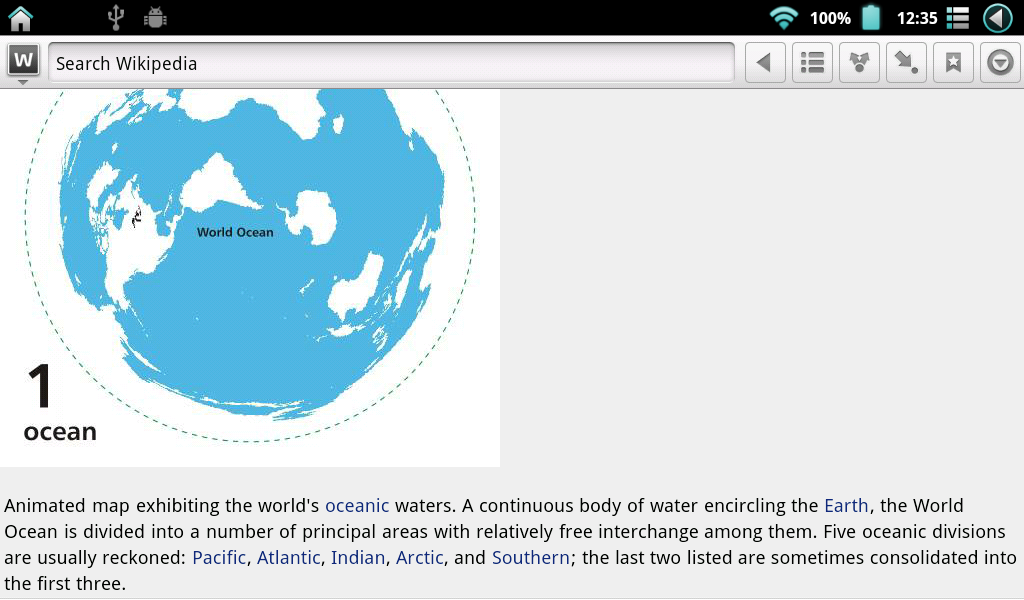 100% 12:35
W Search Wikipedia
World Ocean
1
ocean
Animated map exhibiting the world's oceanic waters. A continuous body of water encircling the Earth, the World
Ocean is divided into a number of principal areas with relatively free interchange among them. Five oceanic divisions
are usually reckoned: Pacific, Atlantic, Indian, Arctic, and Southern; the last two listed are sometimes consolidated into
the first three.